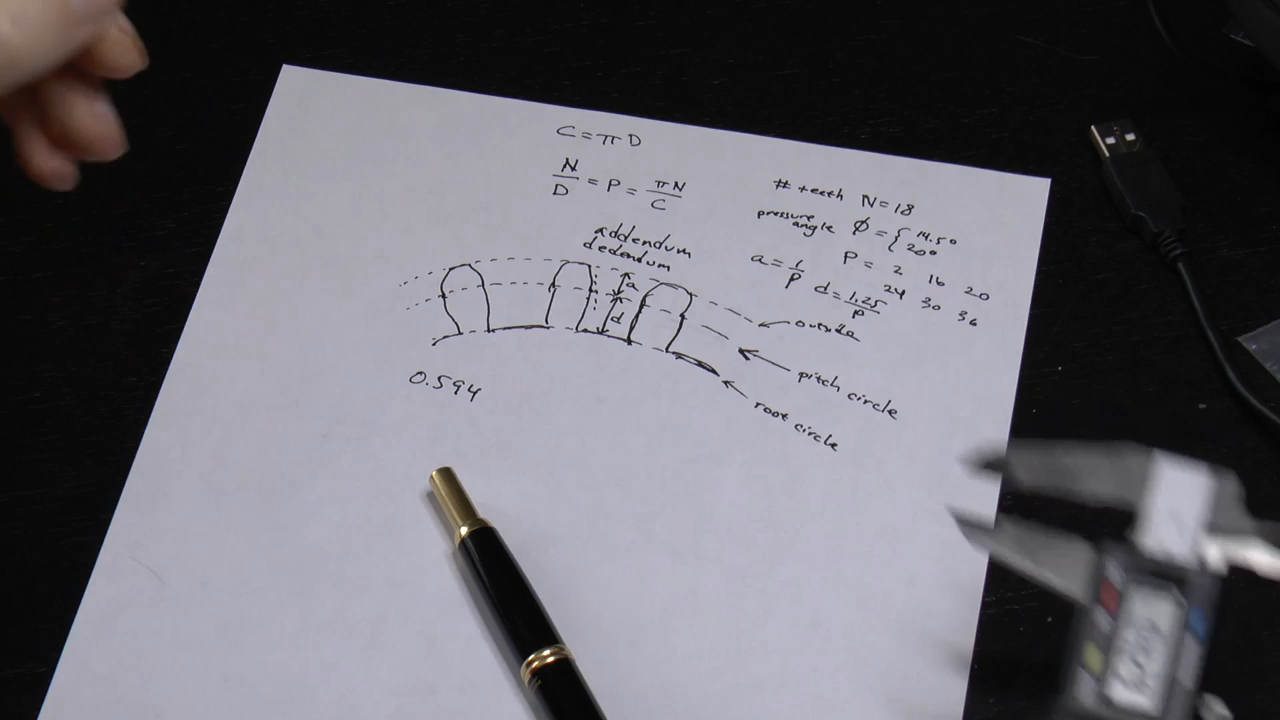 C = πD
N/D = P = πN/C
# teeth N = 18
pressure angle ϕ = { 14.5° 20°
P = 2 16 20
24 30 36
a = 1/P d = 1.25/P
addendum
dedendum
a
d
outside
pitch circle
root circle
0.594